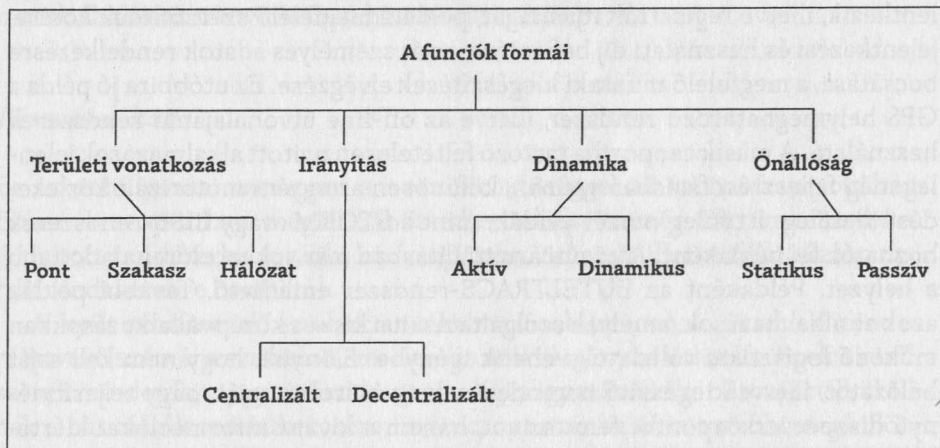 A funciók formái
Területi vonatkozás Irányítás Dinamika Önállóság
Pont Szakasz Hálózat Aktív Dinamikus Statikus Passzív
Centralizált Decentralizált